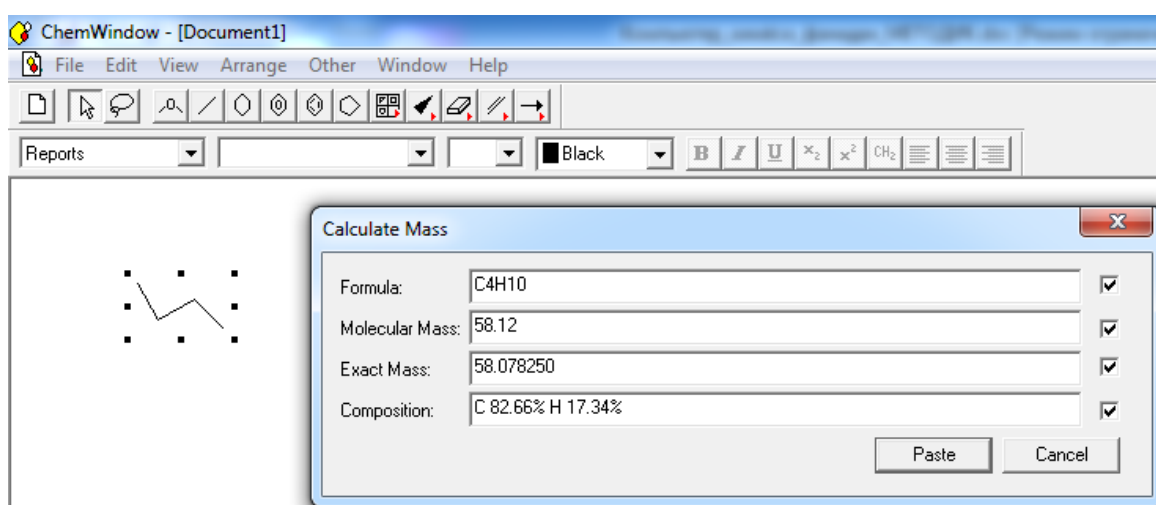 ChemWindow - [Document1]
File Edit View Arrange Other Window Help
Reports Black B I U x₂ x² CH₂
Calculate Mass
Formula: C4H10
Molecular Mass: 58.12
Exact Mass: 58.078250
Composition: C 82.66% H 17.34%
Paste Cancel